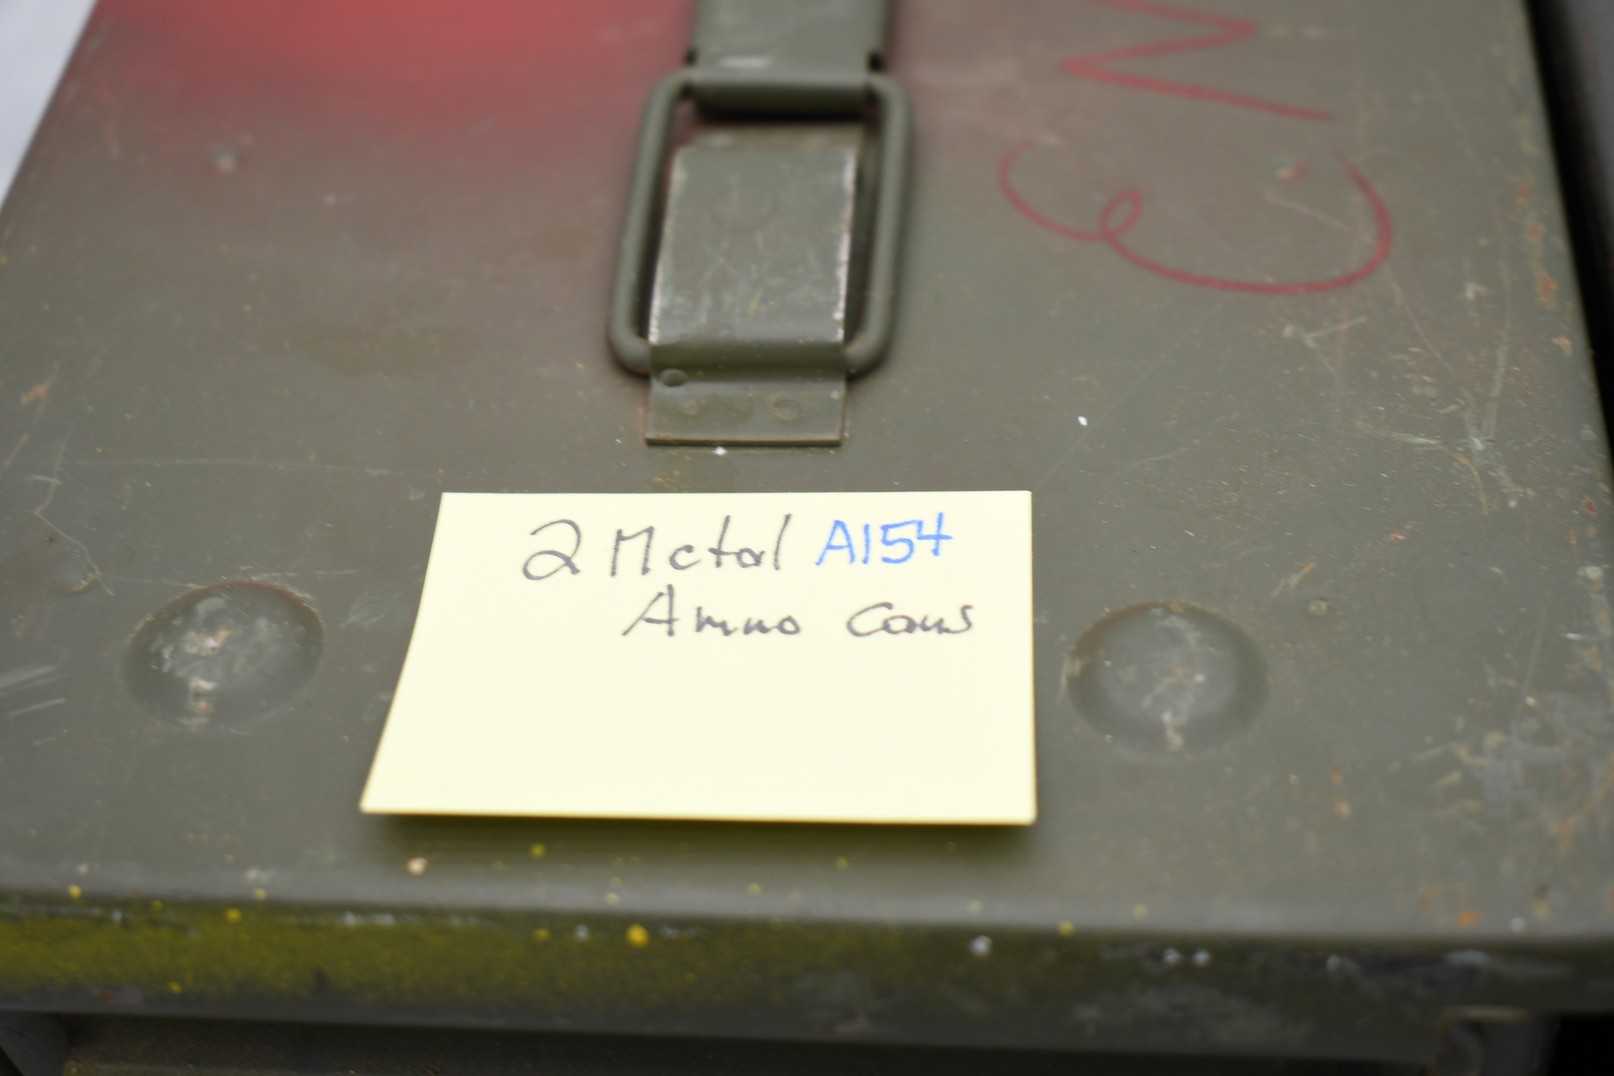 2 Metal A154
Ammo Cans